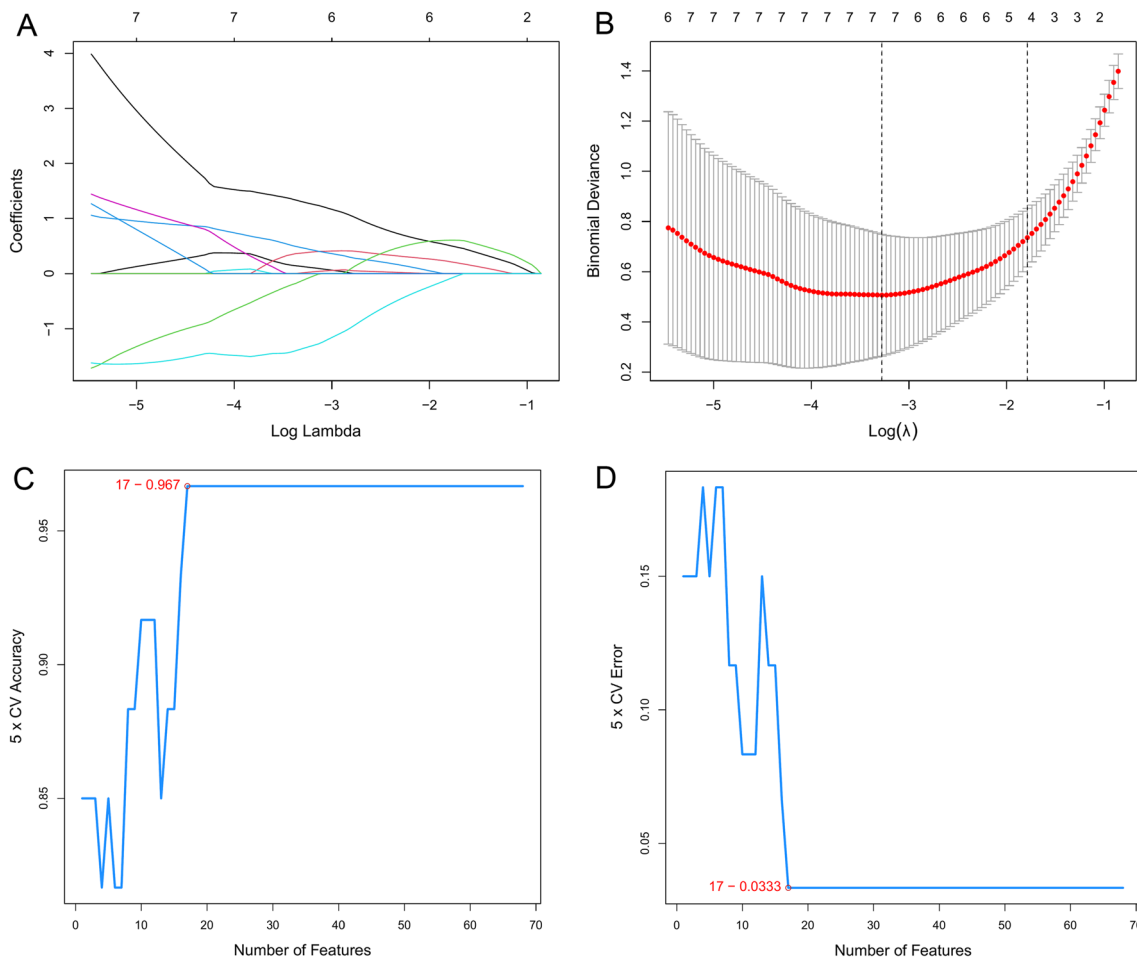 A
7 7 6 6 2
4
3
2
1
0
−1
Coefficients
−5 −4 −3 −2 −1
Log Lambda
B
6 7 7 7 7 7 7 7 7 7 7 6 6 6 6 5 4 3 3 2
1.4
1.2
1.0
0.8
0.6
0.4
0.2
Binomial Deviance
−5 −4 −3 −2 −1
Log(λ)
C
17 − 0.967
0.95
0.90
0.85
5 x CV Accuracy
0 10 20 30 40 50 60 70
Number of Features
D
0.15
0.10
0.05
17 − 0.0333
5 x CV Error
0 10 20 30 40 50 60 70
Number of Features